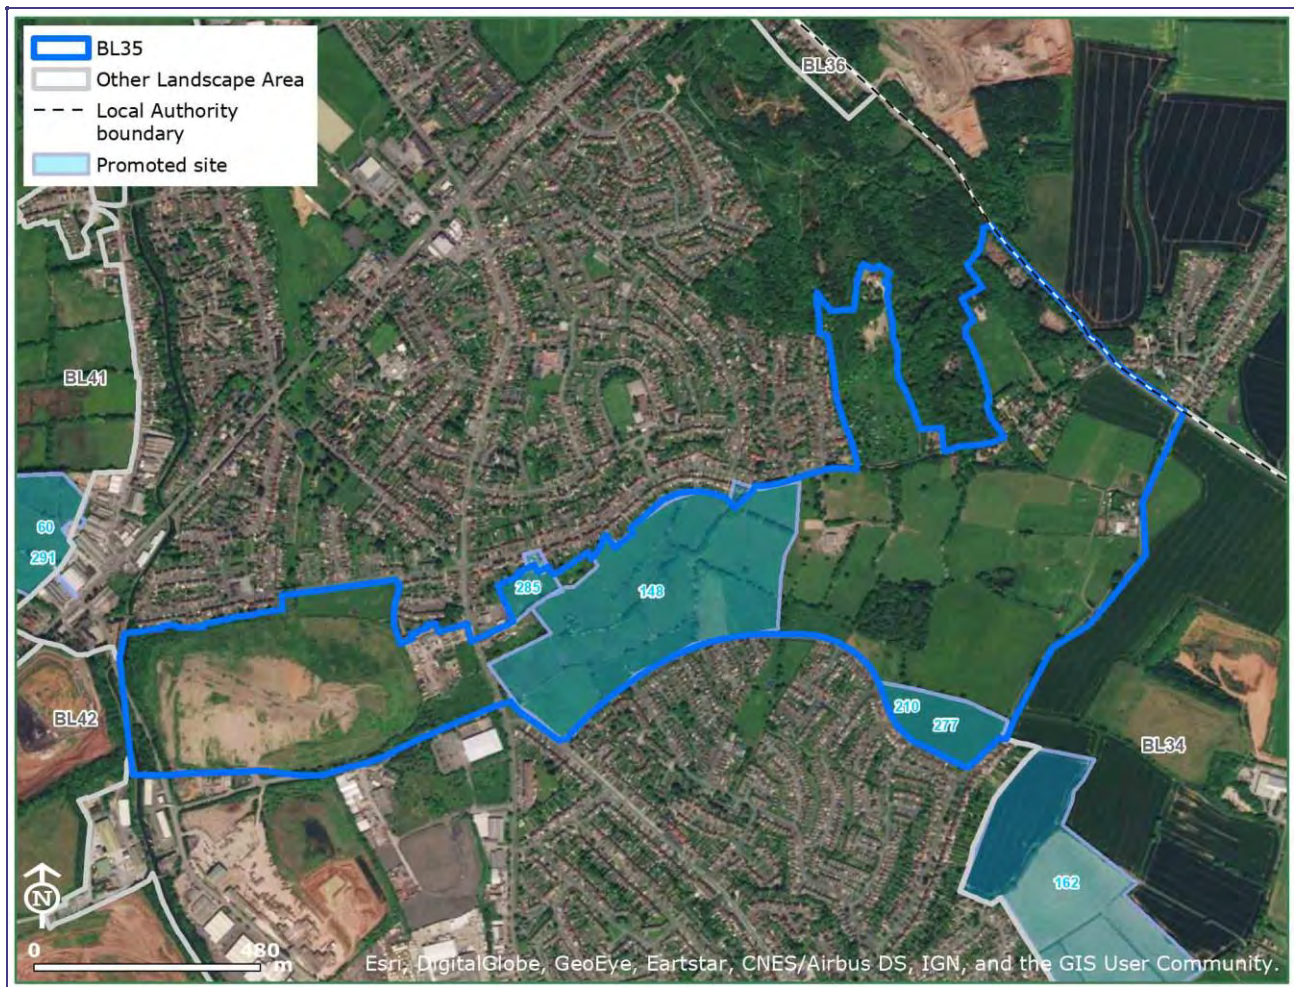 BL35
Other Landscape Area
Local Authority
boundary
Promoted site
BL36
BL41
60
291
285
148
210
277
BL42
BL34
162
N
0
480
m
Esri, DigitalGlobe, GeoEye, Eartstar, CNES/Airbus DS, IGN, and the GIS User Community.